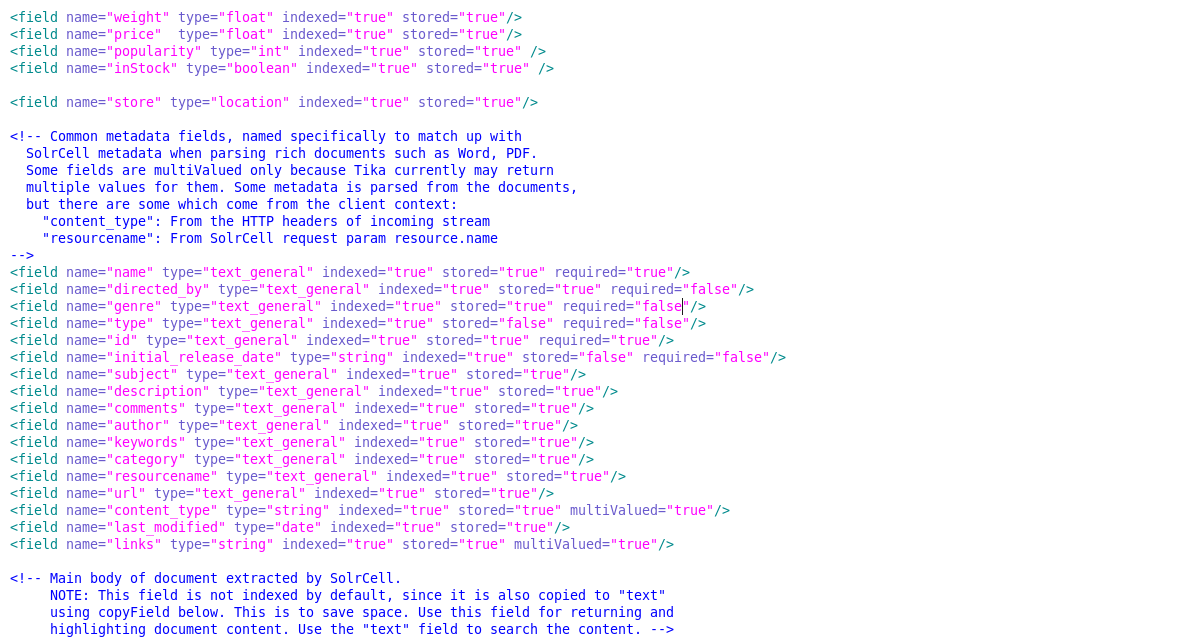 <field name="weight" type="float" indexed="true" stored="true"/>
<field name="price"  type="float" indexed="true" stored="true"/>
<field name="popularity" type="int" indexed="true" stored="true" />
<field name="inStock" type="boolean" indexed="true" stored="true" />

<field name="store" type="location" indexed="true" stored="true"/>

<!-- Common metadata fields, named specifically to match up with
  SolrCell metadata when parsing rich documents such as Word, PDF.
  Some fields are multiValued only because Tika currently may return
  multiple values for them. Some metadata is parsed from the documents,
  but there are some which come from the client context:
    "content_type": From the HTTP headers of incoming stream
    "resourcename": From SolrCell request param resource.name
-->
<field name="name" type="text_general" indexed="true" stored="true" required="true"/>
<field name="directed_by" type="text_general" indexed="true" stored="true" required="false"/>
<field name="genre" type="text_general" indexed="true" stored="true" required="false"/>
<field name="type" type="text_general" indexed="true" stored="false" required="false"/>
<field name="id" type="text_general" indexed="true" stored="true" required="true"/>
<field name="initial_release_date" type="string" indexed="true" stored="false" required="false"/>
<field name="subject" type="text_general" indexed="true" stored="true"/>
<field name="description" type="text_general" indexed="true" stored="true"/>
<field name="comments" type="text_general" indexed="true" stored="true"/>
<field name="author" type="text_general" indexed="true" stored="true"/>
<field name="keywords" type="text_general" indexed="true" stored="true"/>
<field name="category" type="text_general" indexed="true" stored="true"/>
<field name="resourcename" type="text_general" indexed="true" stored="true"/>
<field name="url" type="text_general" indexed="true" stored="true"/>
<field name="content_type" type="string" indexed="true" stored="true" multiValued="true"/>
<field name="last_modified" type="date" indexed="true" stored="true"/>
<field name="links" type="string" indexed="true" stored="true" multiValued="true"/>

<!-- Main body of document extracted by SolrCell.
     NOTE: This field is not indexed by default, since it is also copied to "text"
     using copyField below. This is to save space. Use this field for returning and
     highlighting document content. Use the "text" field to search the content. -->